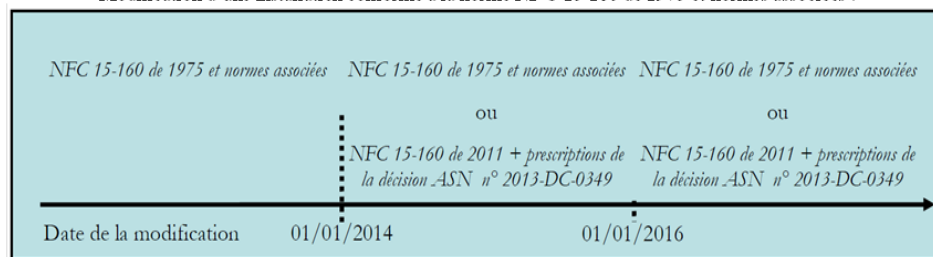 NFC 15-160 de 1975 et normes associées NFC 15-160 de 1975 et normes associées NFC 15-160 de 1975 et normes associées
ou ou
NFC 15-160 de 2011 + prescriptions de NFC 15-160 de 2011 + prescriptions de
la décision ASN n° 2013-DC-0349 la décision ASN n° 2013-DC-0349
Date de la modification 01/01/2014 01/01/2016